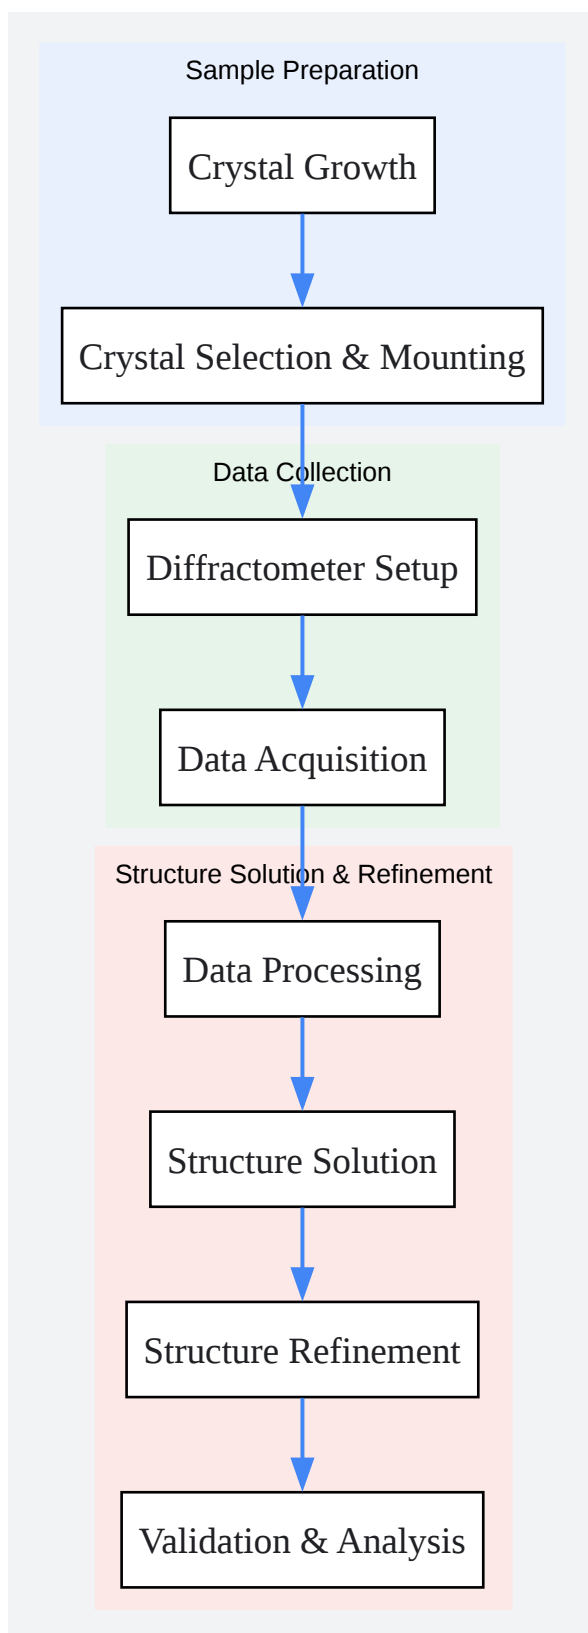 Sample Preparation
Crystal Growth
Crystal Selection & Mounting
Data Collection
Diffractometer Setup
Data Acquisition
Structure Solution & Refinement
Data Processing
Structure Solution
Structure Refinement
Validation & Analysis